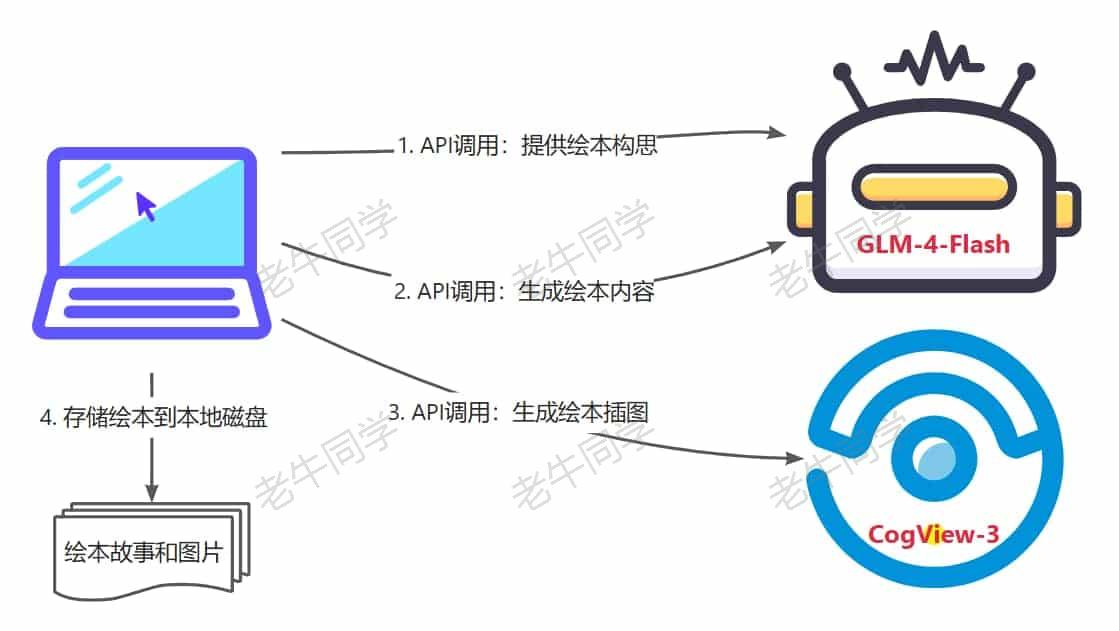 1. API调用：提供绘本构思
GLM-4-Flash
2. API调用：生成绘本内容
3. API调用：生成绘本插图
4. 存储绘本到本地磁盘
CogView-3
绘本故事和图片
老牛同学
老牛同学
老牛同学
老牛同学
老牛同学
老牛同学